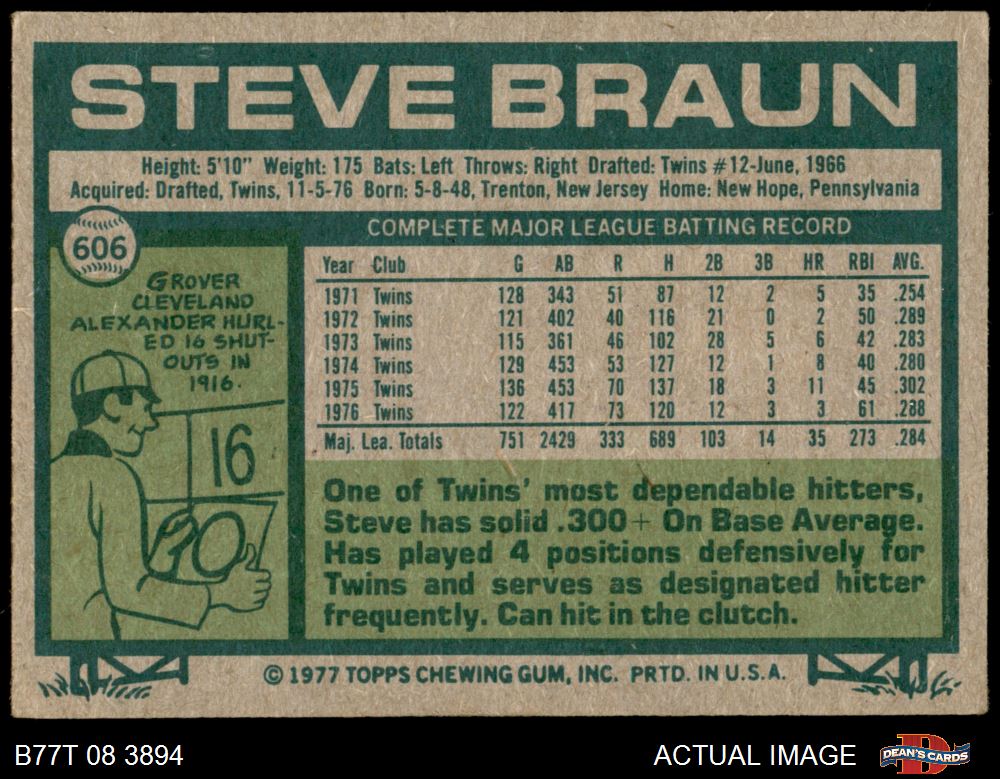 STEVE BRAUN
Height: 5'10" Weight: 175 Bats: Left Throws: Right Drafted: Twins #12-June, 1966
Acquired: Drafted, Twins, 11-5-76 Born: 5-8-48, Trenton, New Jersey Home: New Hope, Pennsylvania
606
GROVER
CLEVELAND
ALEXANDER HURL-
ED 16 SHUT-
OUTS IN
1916.
16
COMPLETE MAJOR LEAGUE BATTING RECORD
Year Club G AB R H 2B 3B HR RBI AVG.
1971 Twins 128 343 51 87 12 2 5 35 .254
1972 Twins 121 402 40 116 21 0 2 50 .289
1973 Twins 115 361 46 102 28 5 6 42 .283
1974 Twins 129 453 53 127 12 1 8 40 .280
1975 Twins 136 453 70 137 18 3 11 45 .302
1976 Twins 122 417 73 120 12 3 3 61 .288
Maj. Lea. Totals 751 2429 333 689 103 14 35 273 .284
One of Twins' most dependable hitters,
Steve has solid .300+ On Base Average.
Has played 4 positions defensively for
Twins and serves as designated hitter
frequently. Can hit in the clutch.
© 1977 TOPPS CHEWING GUM, INC. PRTD. IN U.S.A.
B77T 08 3894 ACTUAL IMAGE DEAN'S CARDS